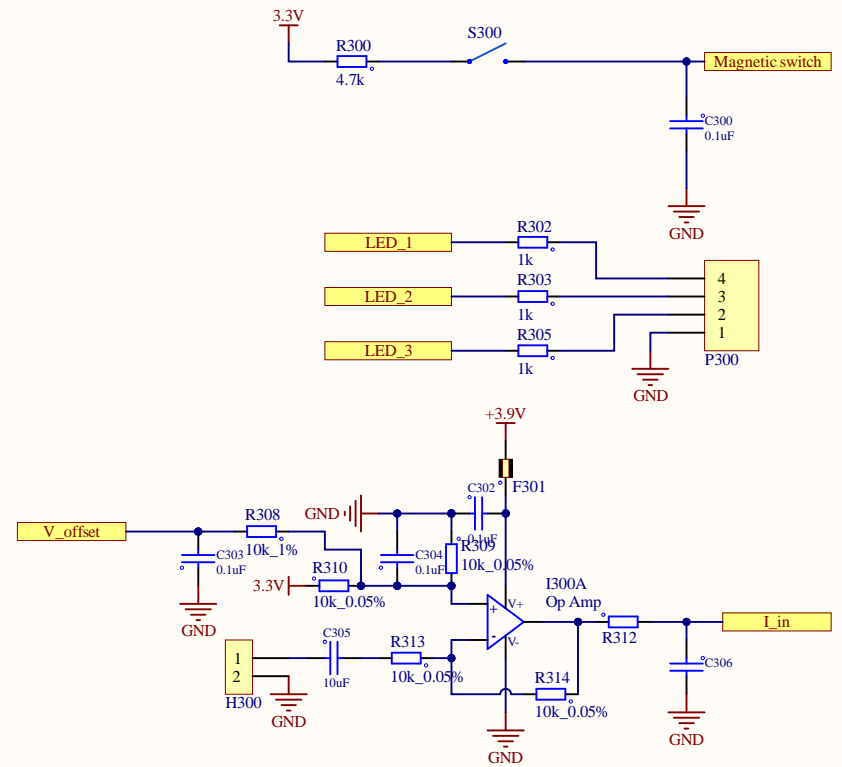 3.3V
S300
R300
4.7k
Magnetic switch
C300
0.1uF
GND
R302
LED_1
1k
R303
LED_2
1k
R305
LED_3
1k
4
3
2
1
P300
GND
+3.9V
C302
0.1uF
F301
GND
V_offset
R308
10k_1%
C303
0.1uF
GND
C304
0.1uF
R309
10k_0.05%
3.3V
R310
10k_0.05%
I300A
Op Amp
V+
+
-
V-
R312
I_in
C306
GND
1
2
H300
GND
C305
10uF
R313
10k_0.05%
R314
10k_0.05%
GND